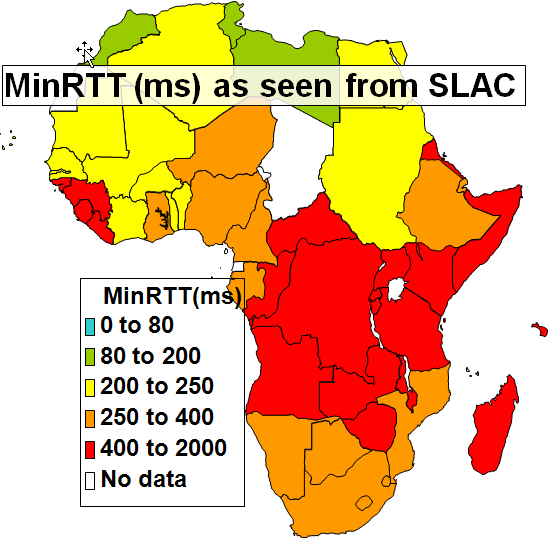 MinRTT (ms) as seen from SLAC
MinRTT(ms)
0 to 80
80 to 200
200 to 250
250 to 400
400 to 2000
No data